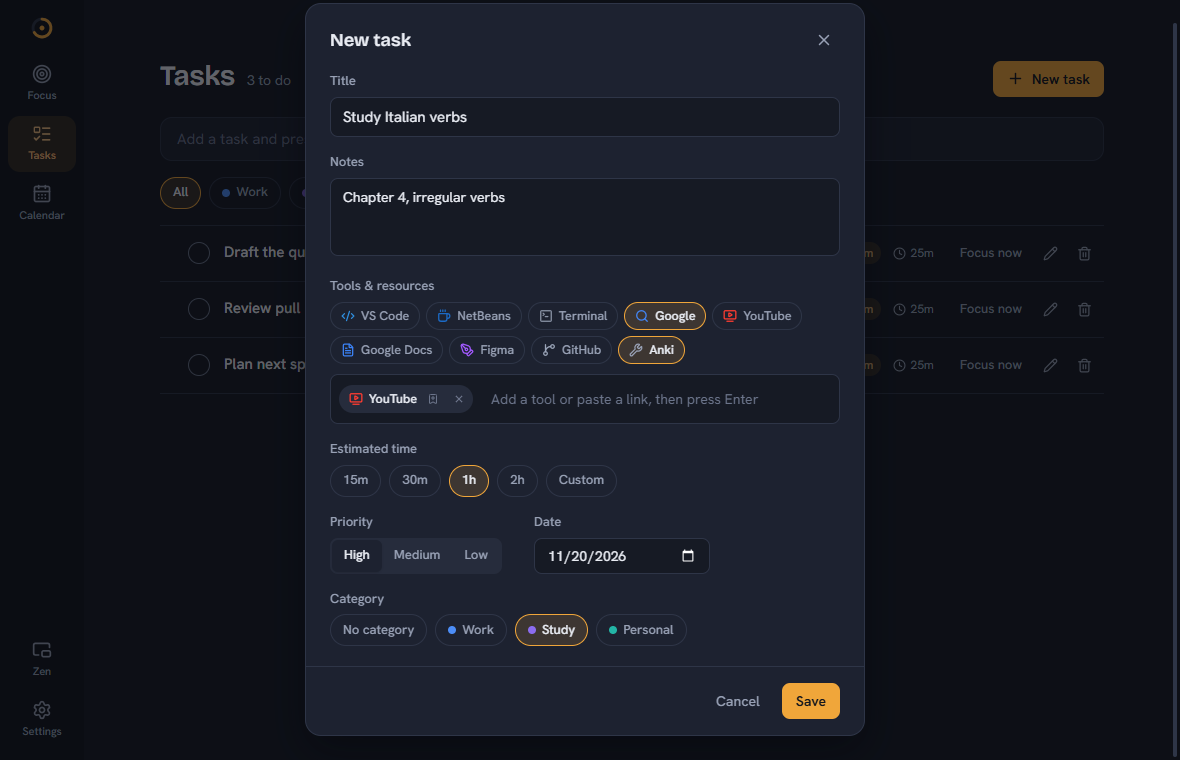 New task
Title
Study Italian verbs
Notes
Chapter 4, irregular verbs
Tools & resources
VS Code NetBeans Terminal Google YouTube
Google Docs Figma GitHub Anki
YouTube Add a tool or paste a link, then press Enter
Estimated time
15m 30m 1h 2h Custom
Priority Date
High Medium Low 11/20/2026
Category
No category Work Study Personal
Cancel Save
Focus
Tasks
Calendar
Zen
Settings
Tasks 3 to do
New task
Add a task and pre
All Work
Draft the qu m 25m Focus now
Review pull m 25m Focus now
Plan next sp m 25m Focus now